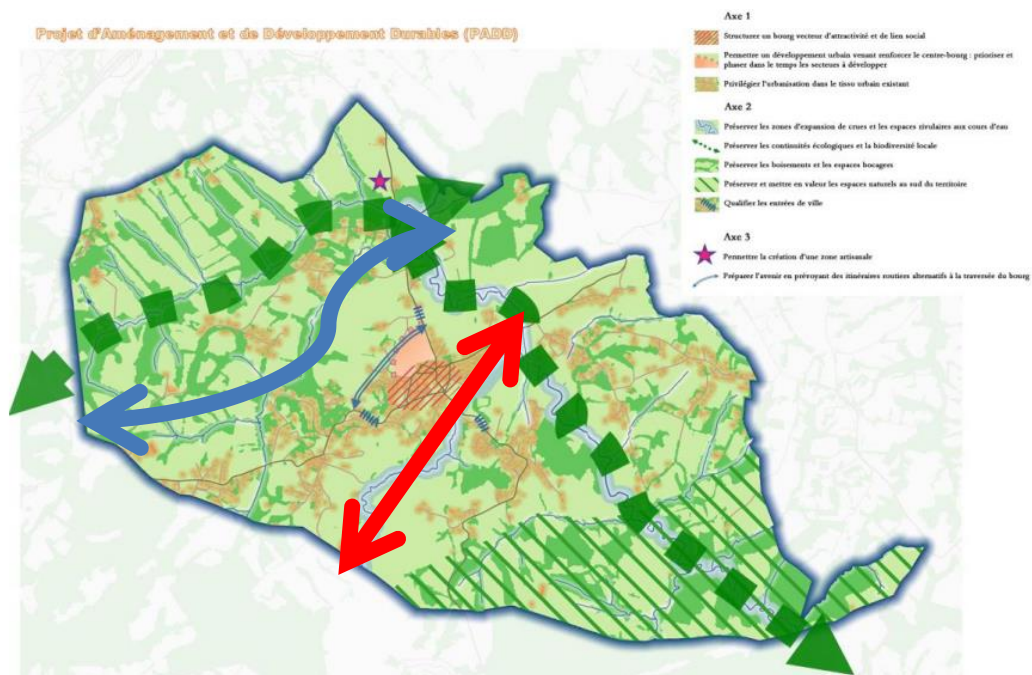 Projet d'Aménagement et de Développement Durables (PADD)
Axe 1
Structurer un bourg vecteur d'attractivité et de lien social
Permettre un développement urbain venant renforcer le centre-bourg : prioriser et
phaser dans le temps les secteurs à développer
Privilégier l'urbanisation dans le tissu urbain existant
Axe 2
Préserver les zones d'expansion de crues et les espaces rivulaires aux cours d'eau
Préserver les continuités écologiques et la biodiversité locale
Préserver les boisements et les espaces bocagers
Préserver et mettre en valeur les espaces naturels au sud du territoire
Qualifier les entrées de ville
Axe 3
Permettre la création d'une zone artisanale
Préparer l'avenir en prévoyant des itinéraires routiers alternatifs à la traversée du bourg